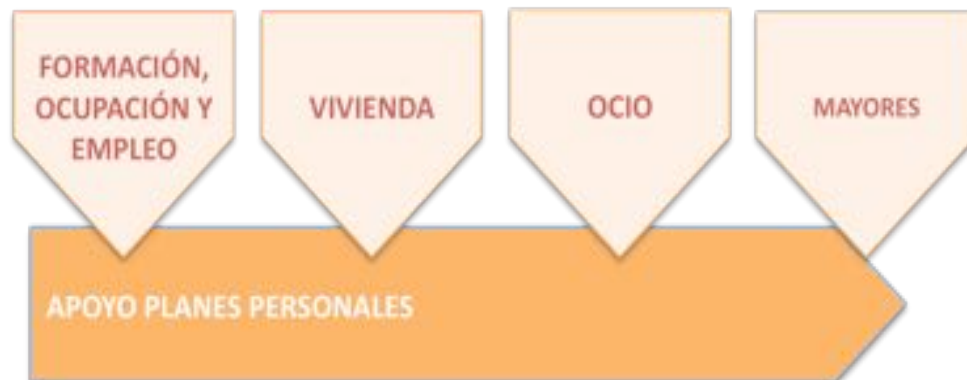 FORMACIÓN,
OCUPACIÓN Y
EMPLEO
VIVIENDA
OCIO
MAYORES
APOYO PLANES PERSONALES